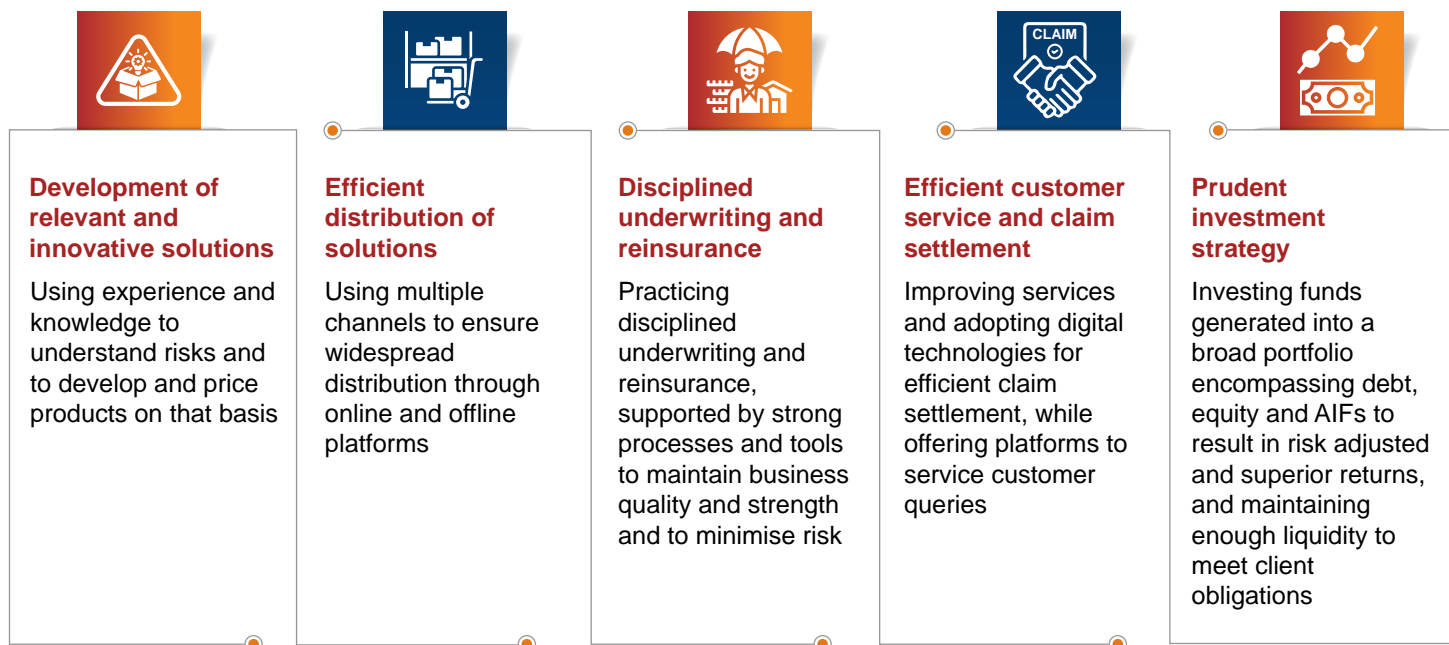 Development of
relevant and
innovative solutions
Using experience and
knowledge to
understand risks and
to develop and price
products on that basis
Efficient
distribution of
solutions
Using multiple
channels to ensure
widespread
distribution through
online and offline
platforms
Disciplined
underwriting and
reinsurance
Practicing
disciplined
underwriting and
reinsurance,
supported by strong
processes and tools
to maintain business
quality and strength
and to minimise risk
CLAIM
Efficient customer
service and claim
settlement
Improving services
and adopting digital
technologies for
efficient claim
settlement, while
offering platforms to
service customer
queries
Prudent
investment
strategy
Investing funds
generated into a
broad portfolio
encompassing debt,
equity and AIFs to
result in risk adjusted
and superior returns,
and maintaining
enough liquidity to
meet client
obligations